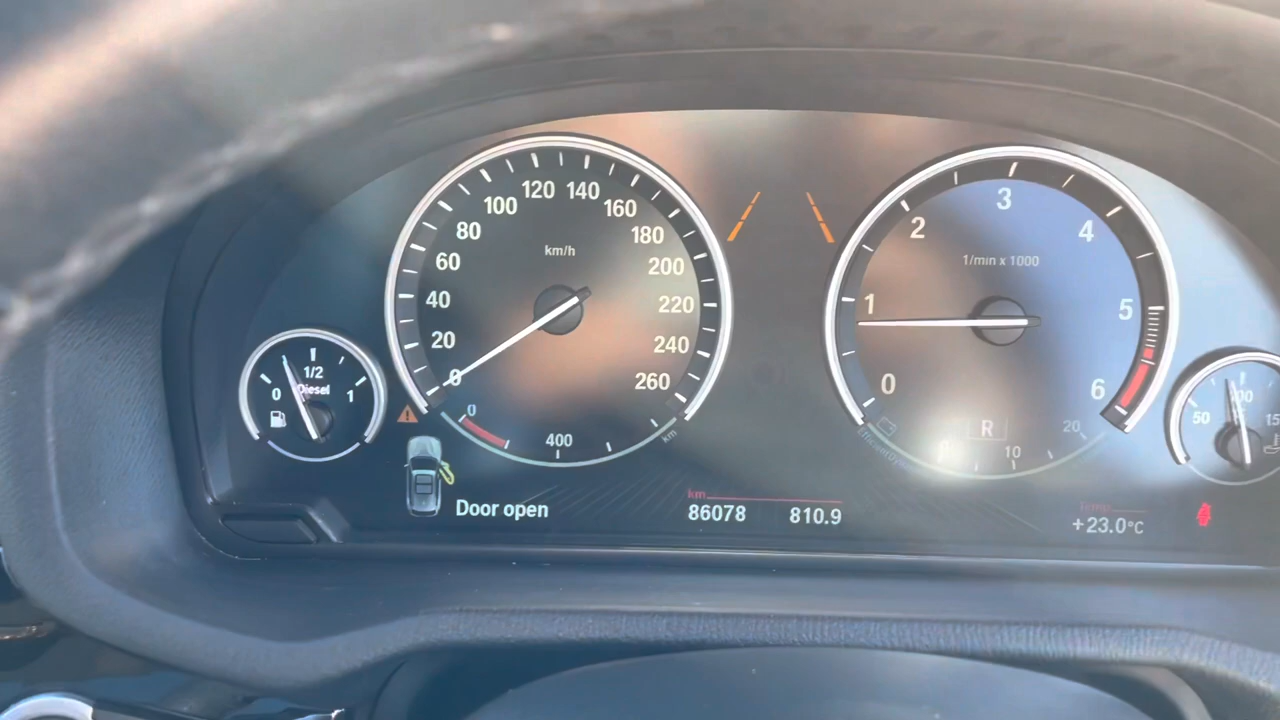 120 140
100 160
80 180
km/h
60 200
40 220
20 240
0 260
3
2 4
1/min x 1000
1 5
0 6
1/2
Diesel
0 1
0
400
km
R
10 20
50 100 15
Door open
km
86078 810.9
Temp
+23.0°C